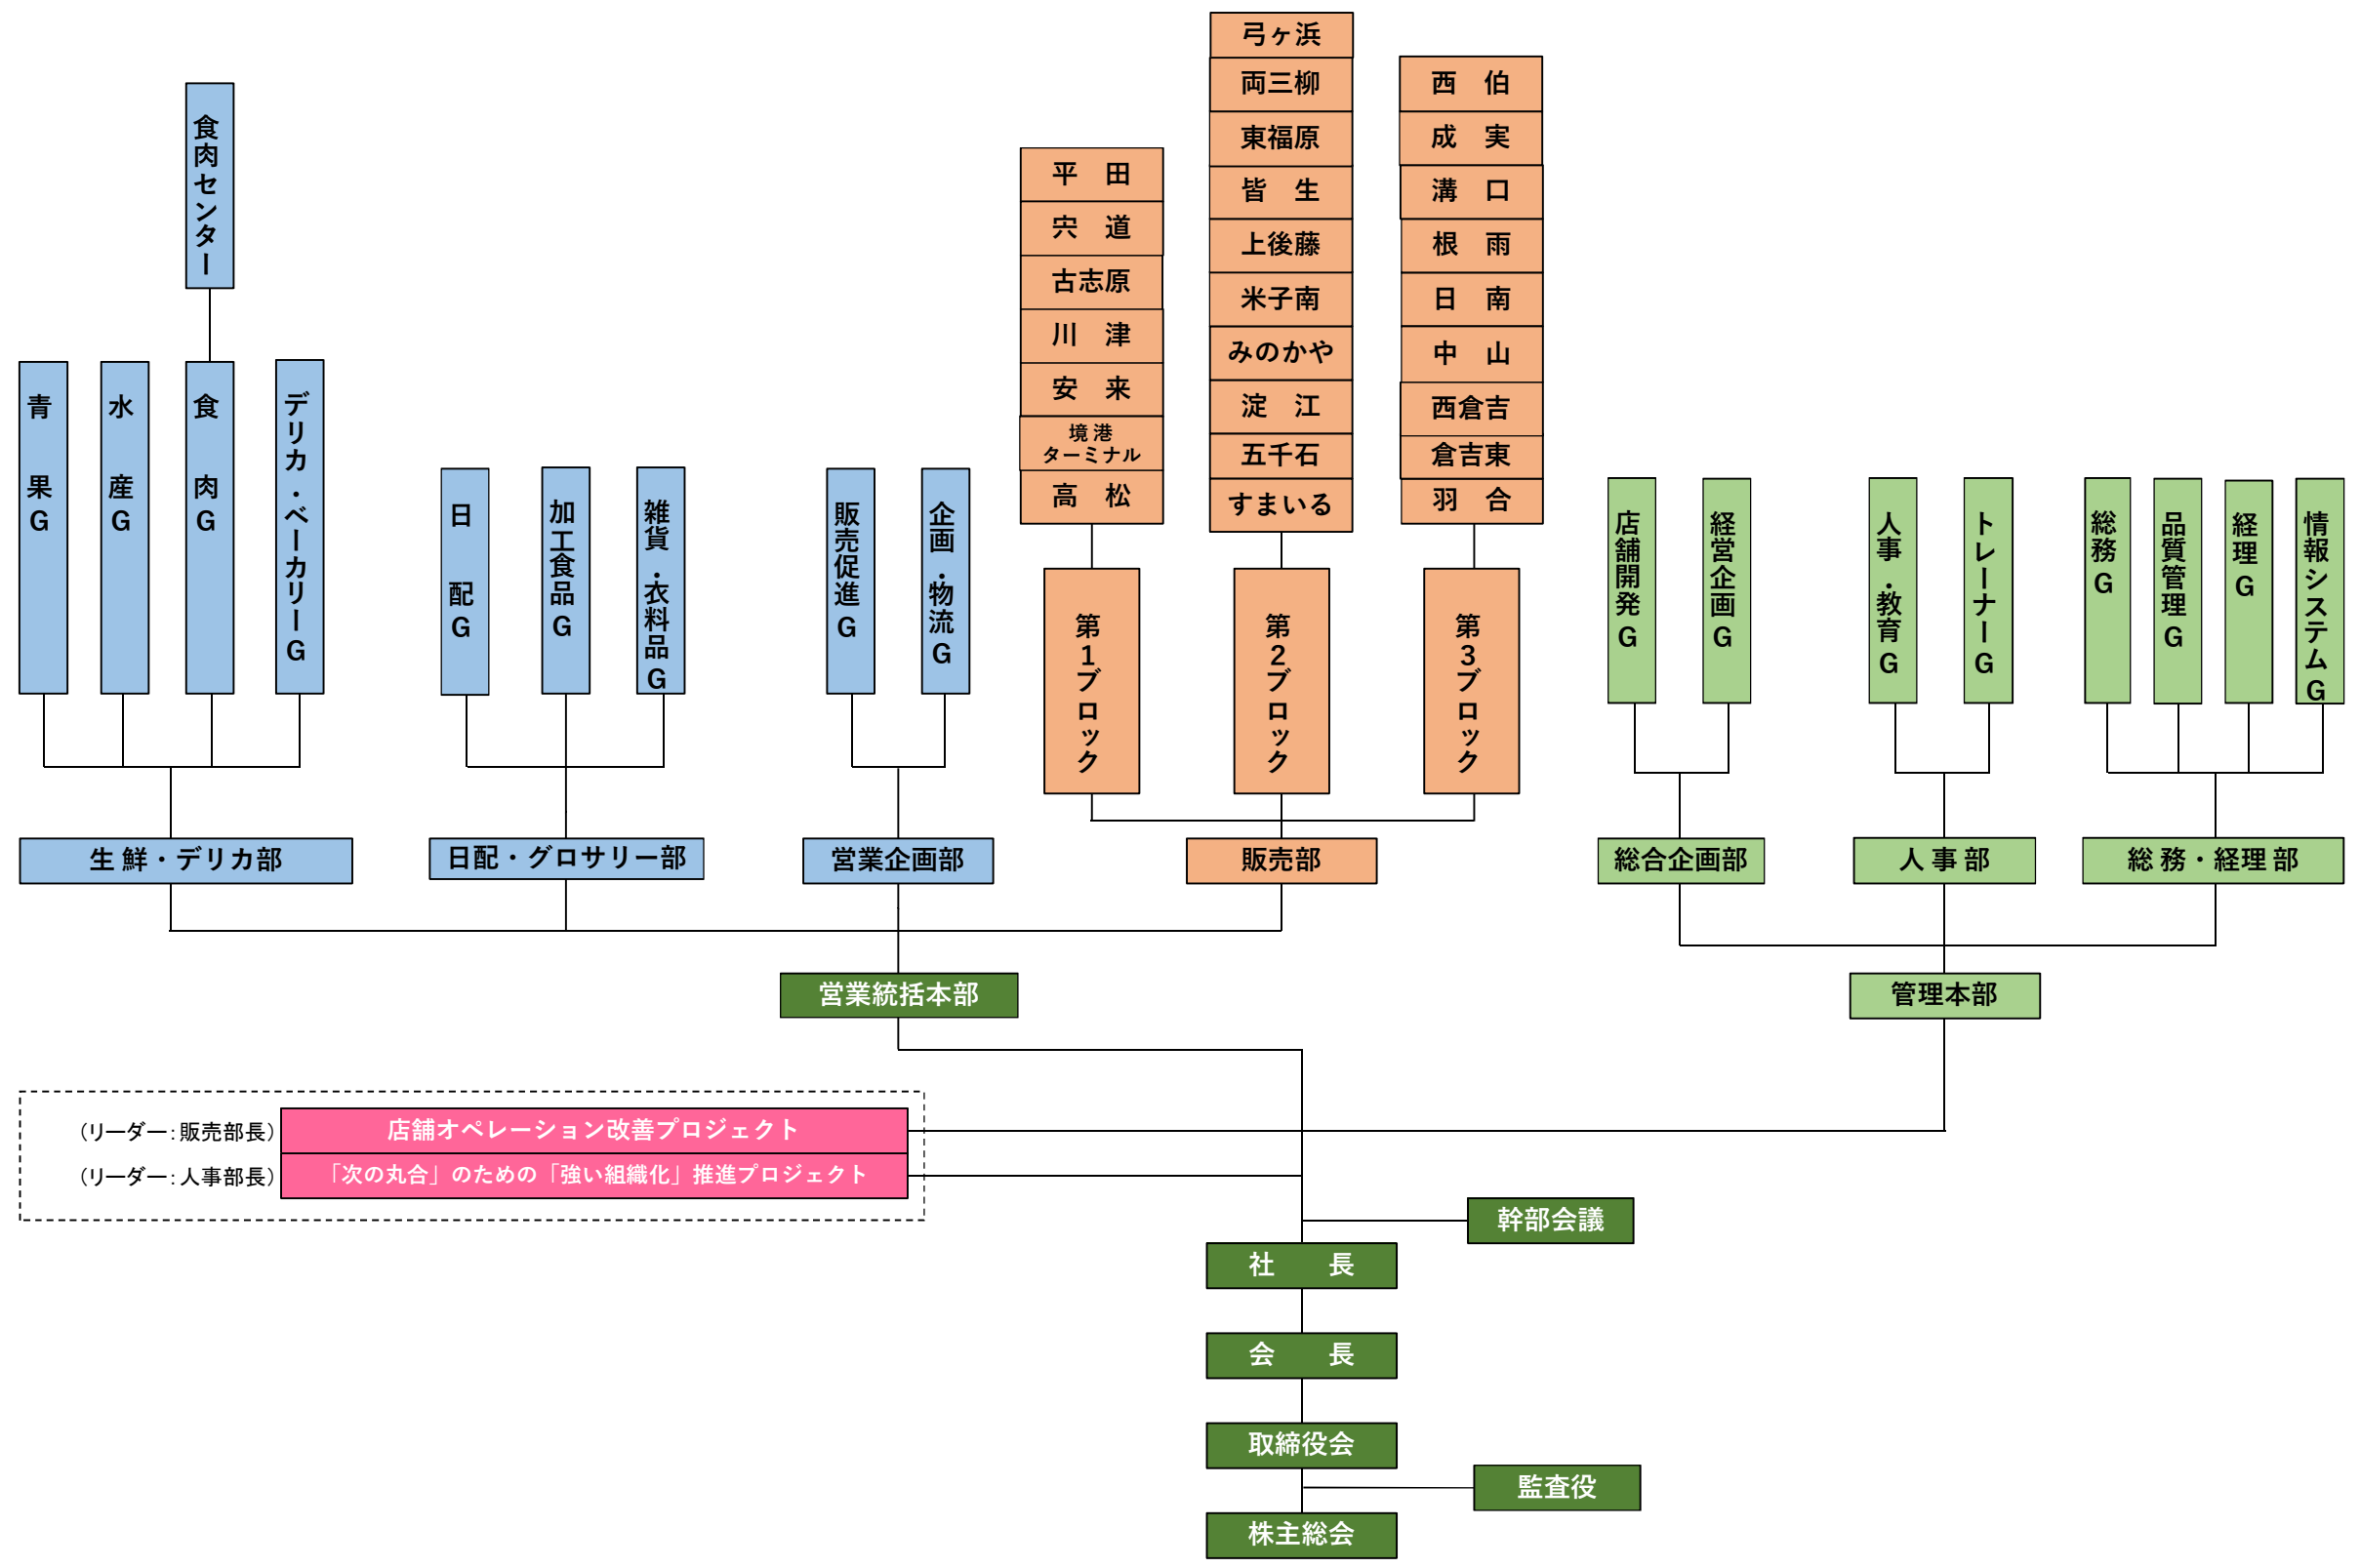 食肉センター
青　果G
水　産G
食　肉G
デリカ・ベーカリーG
日　配G
加工食品G
雑貨・衣料品G
販売促進G
企画・物流G
平　田
宍　道
古志原
川　津
安　来
境 港
ターミナル
高　松
弓ヶ浜
両三柳
東福原
皆　生
上後藤
米子南
みのかや
淀　江
五千石
すまいる
西　伯
成　実
溝　口
根　雨
日　南
中　山
西倉吉
倉吉東
羽　合
第１ブロック
第２ブロック
第３ブロック
店舗開発G
経営企画G
人事・教育G
トレーナーG
総務G
品質管理G
経理G
情報システムG
生 鮮・デリカ部
日配・グロサリー部
営業企画部
販売部
総合企画部
人 事 部
総 務・経理 部
営業統括本部
管理本部
（リーダー：販売部長） 店舗オペレーション改善プロジェクト
（リーダー：人事部長） 「次の丸合」のための「強い組織化」推進プロジェクト
幹部会議
社　　長
会　　長
取締役会
監査役
株主総会